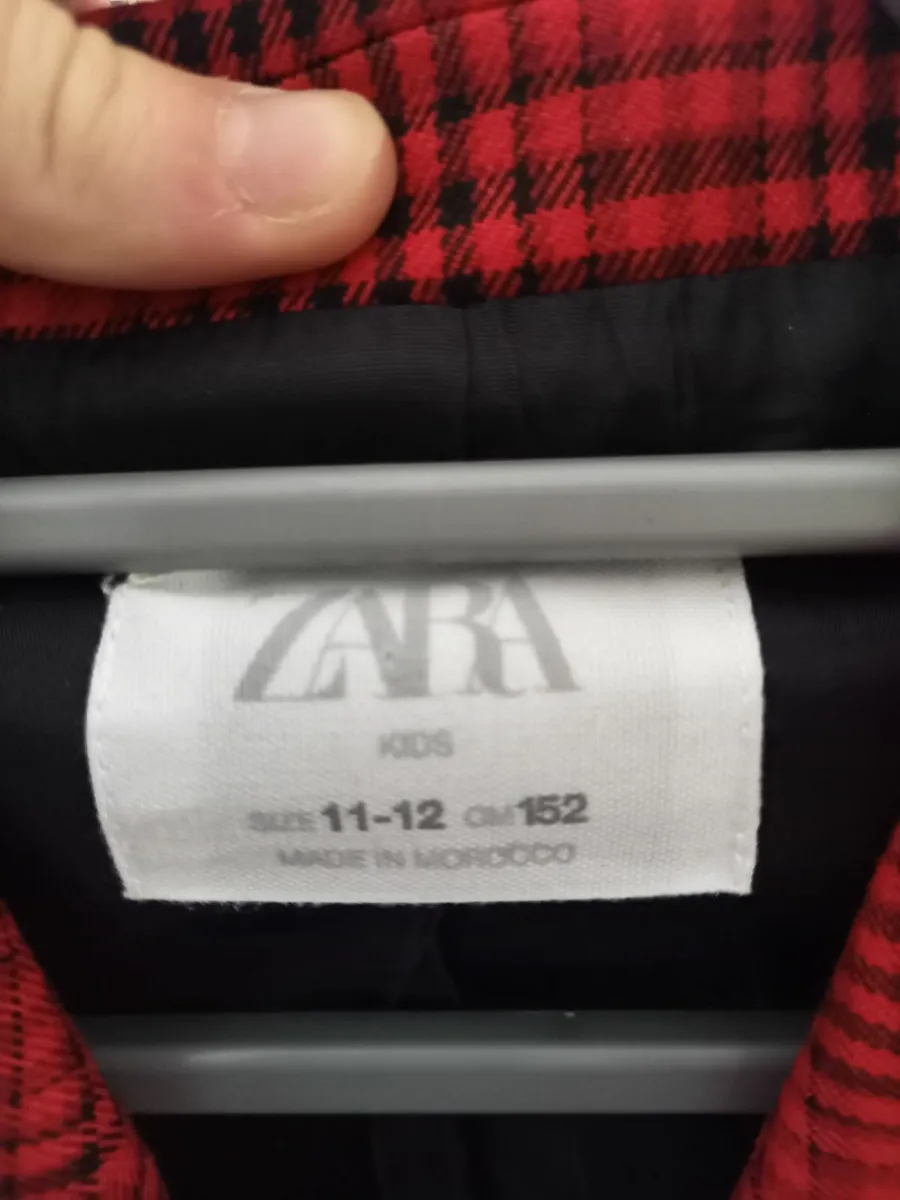 ZARA
KIDS
SIZE 11-12 CM 152
MADE IN MOROCCO